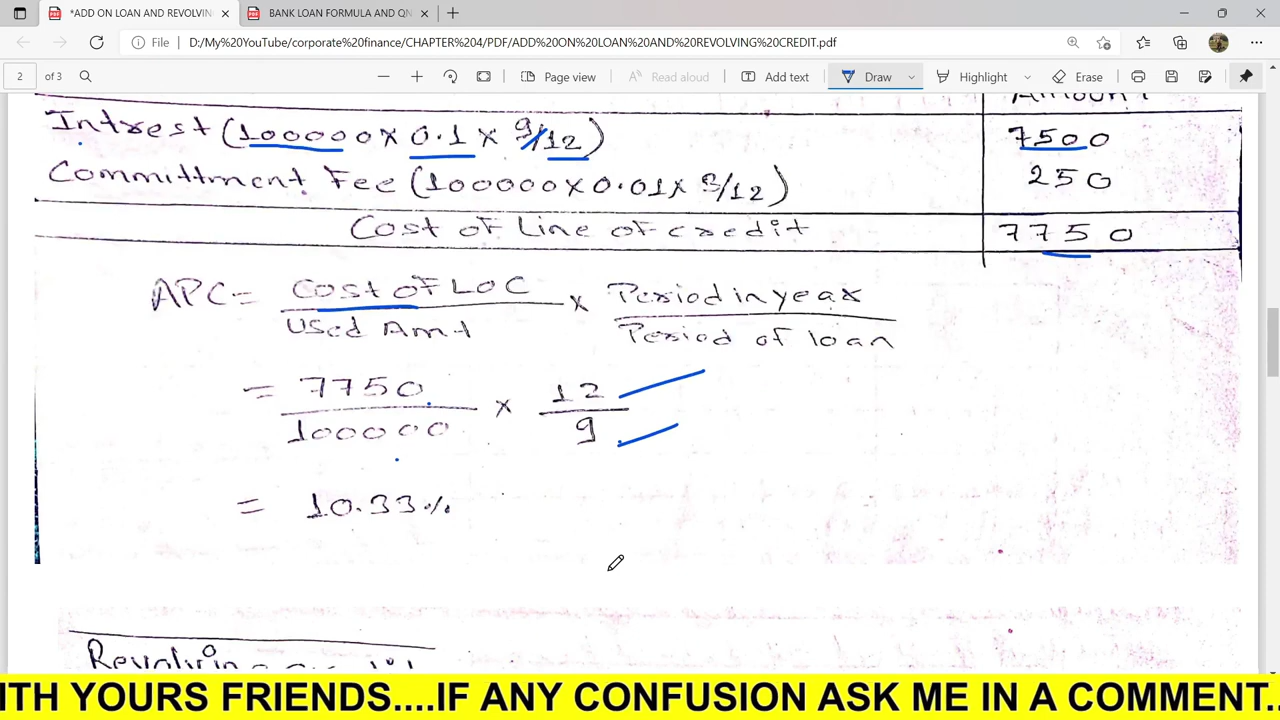 *ADD ON LOAN AND REVOLVIN
BANK LOAN FORMULA AND QN
File D:/My%20YouTube/corporate%20finance/CHAPTER%204/PDF/ADD%20ON%20LOAN%20AND%20REVOLVING%20CREDIT.pdf
2 of 3 Page view Read aloud Add text Draw Highlight Erase
Intrest (100000 x 0.1 x 9/12) 7500
Committment Fee (100000 x 0.01 x 3/12) 250
Cost of Line of credit 7750
APC = Cost of LOC / Used Amt x Period in year / Period of loan
= 7750 / 100000 x 12 / 9
= 10.33%
Revolving
ITH YOURS FRIENDS....IF ANY CONFUSION ASK ME IN A COMMENT..